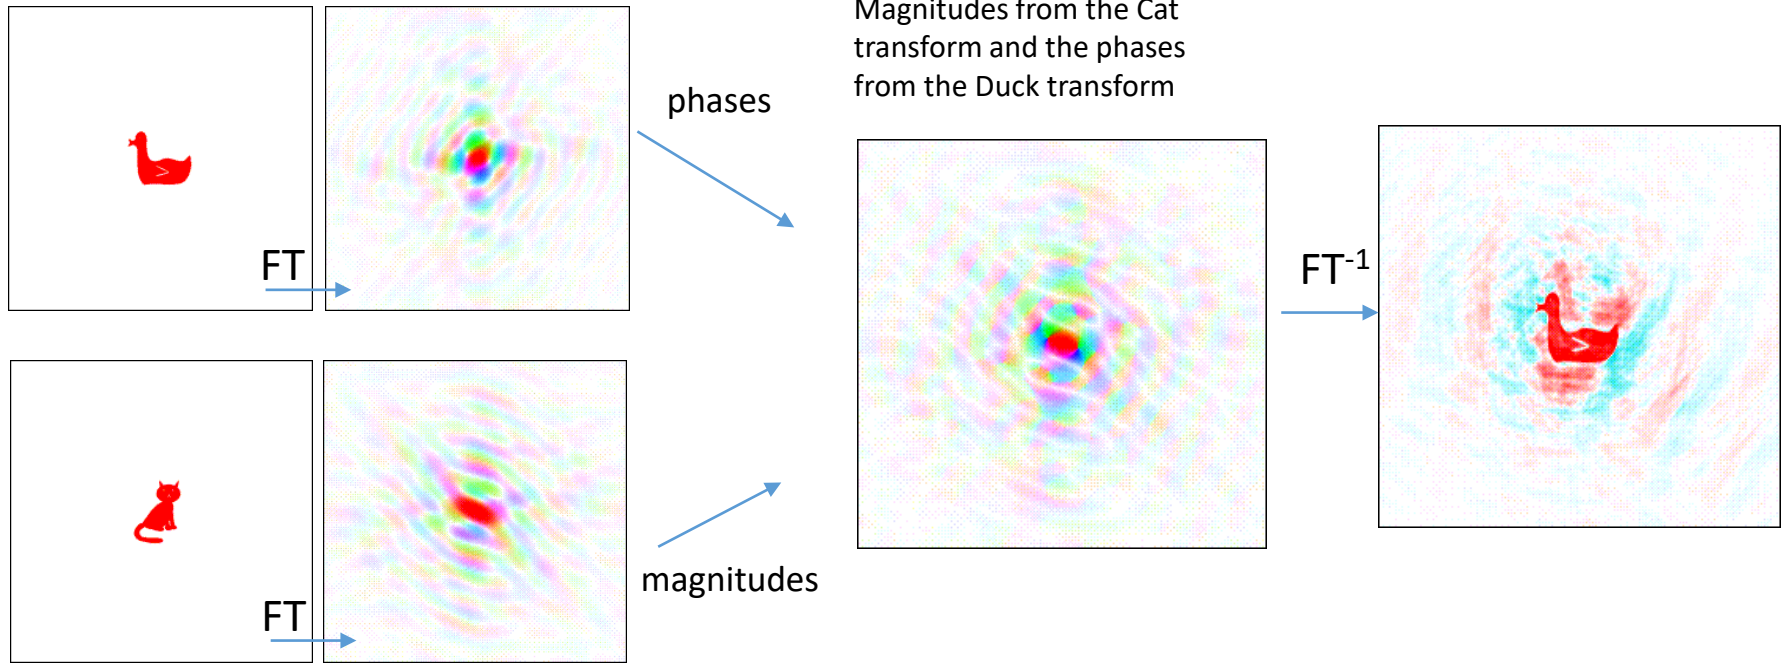 Magnitudes from the Cat
transform and the phases
from the Duck transform
phases
FT
FT-1
FT
magnitudes